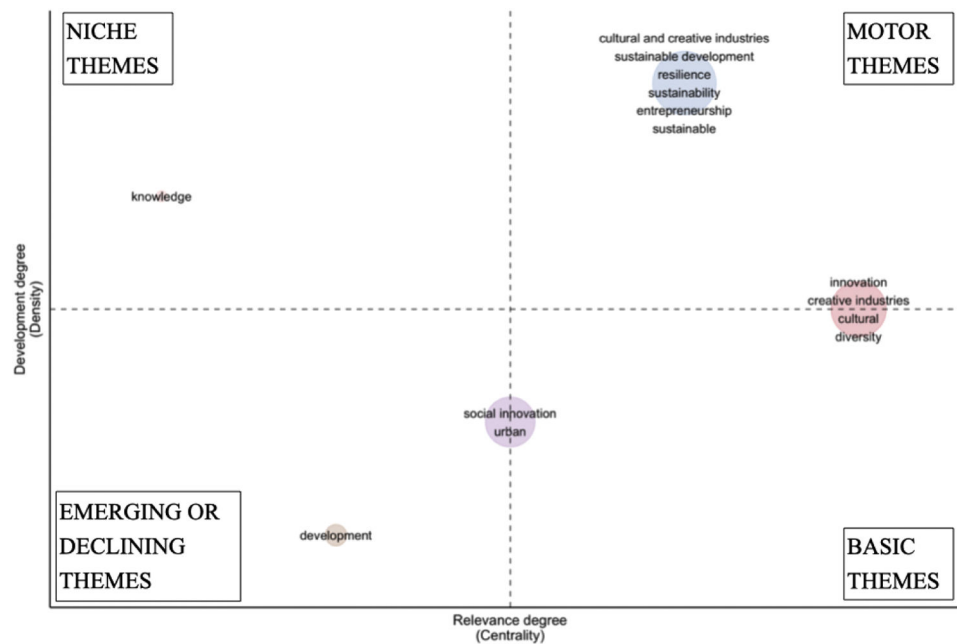 NICHE
THEMES
MOTOR
THEMES
cultural and creative industries
sustainable development
resilience
sustainability
entrepreneurship
sustainable
knowledge
innovation
creative industries
cultural
diversity
social innovation
urban
development
EMERGING OR
DECLINING
THEMES
BASIC
THEMES
Development degree
(Density)
Relevance degree
(Centrality)